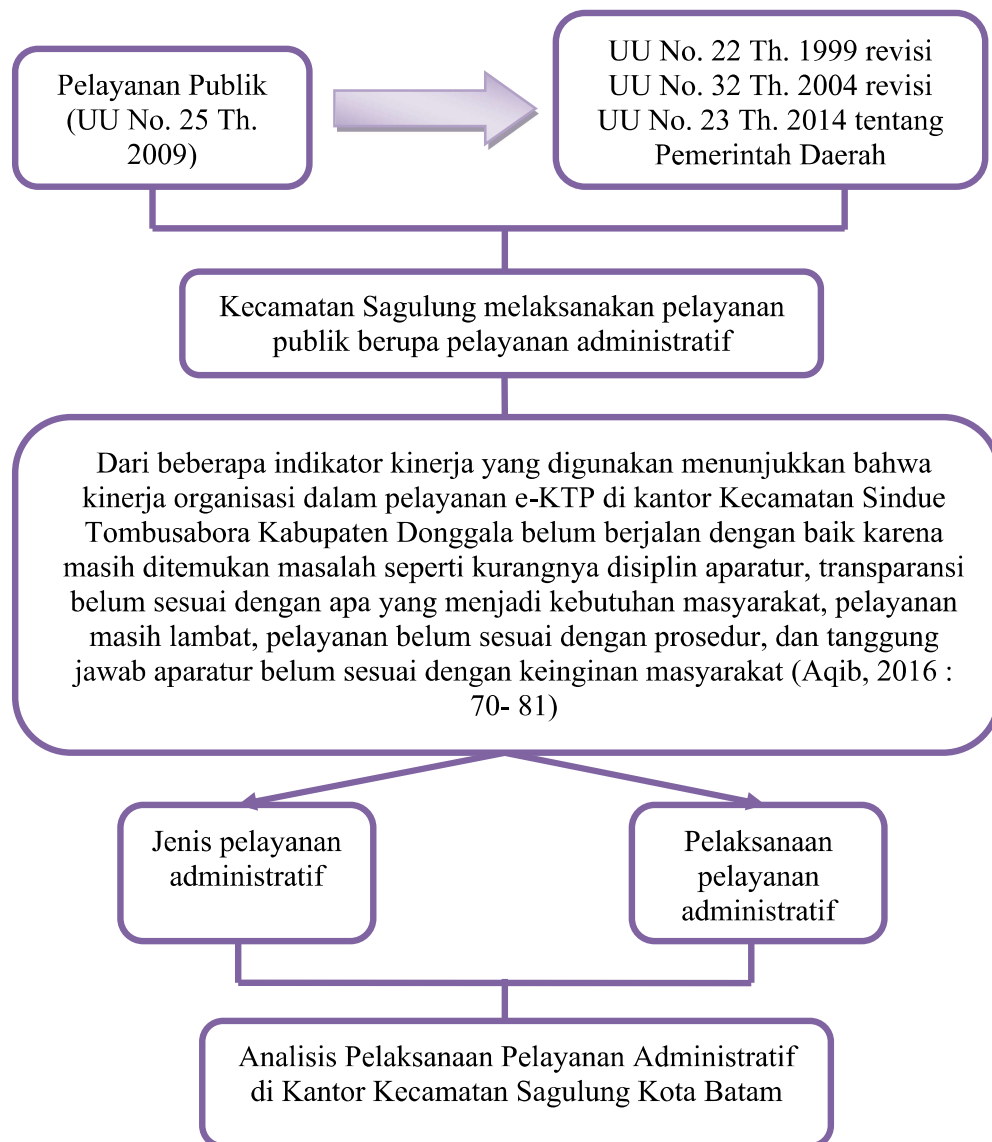 Pelayanan Publik
(UU No. 25 Th.
2009)
UU No. 22 Th. 1999 revisi
UU No. 32 Th. 2004 revisi
UU No. 23 Th. 2014 tentang
Pemerintah Daerah
Kecamatan Sagulung melaksanakan pelayanan
publik berupa pelayanan administratif
Dari beberapa indikator kinerja yang digunakan menunjukkan bahwa
kinerja organisasi dalam pelayanan e-KTP di kantor Kecamatan Sindue
Tombusabora Kabupaten Donggala belum berjalan dengan baik karena
masih ditemukan masalah seperti kurangnya disiplin aparatur, transparansi
belum sesuai dengan apa yang menjadi kebutuhan masyarakat, pelayanan
masih lambat, pelayanan belum sesuai dengan prosedur, dan tanggung
jawab aparatur belum sesuai dengan keinginan masyarakat (Aqib, 2016 :
70- 81)
Jenis pelayanan
administratif
Pelaksanaan
pelayanan
administratif
Analisis Pelaksanaan Pelayanan Administratif
di Kantor Kecamatan Sagulung Kota Batam